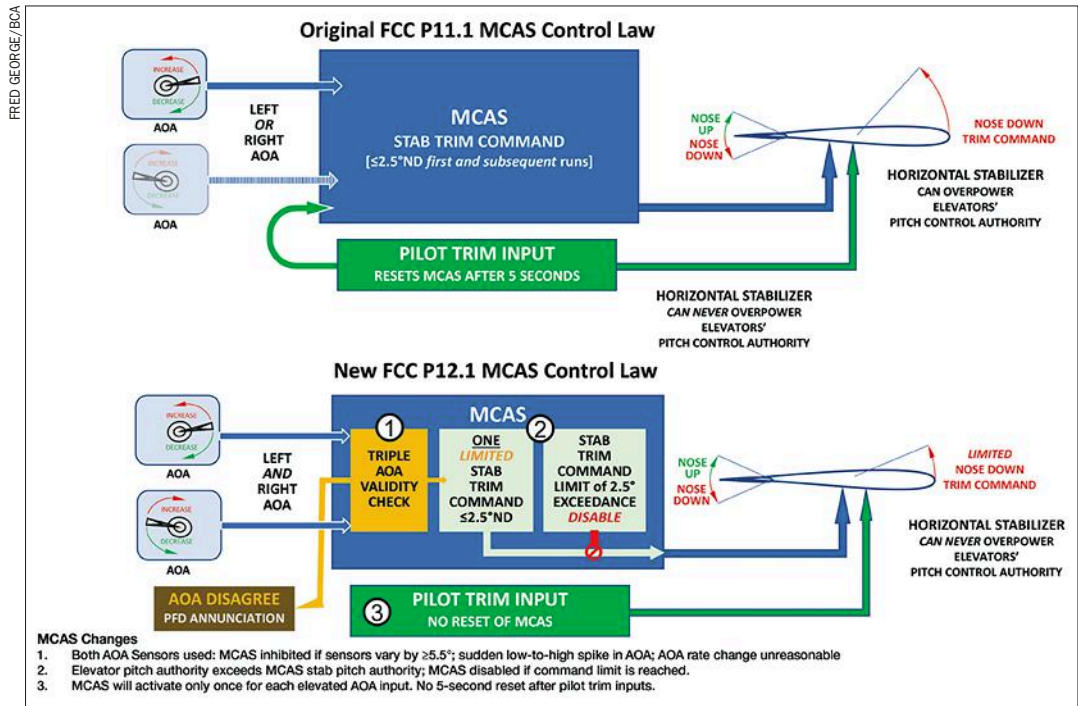 FRED GEORGE/BCA
Original FCC P11.1 MCAS Control Law
INCREASE
DECREASE
AOA
DECREASE
INCREASE
AOA
LEFT
OR
RIGHT
AOA
MCAS
STAB TRIM COMMAND
[≤2.5°ND first and subsequent runs]
PILOT TRIM INPUT
RESETS MCAS AFTER 5 SECONDS
NOSE
UP
NOSE
DOWN
NOSE DOWN
TRIM COMMAND
HORIZONTAL STABILIZER
CAN OVERPOWER
ELEVATORS'
PITCH CONTROL AUTHORITY
HORIZONTAL STABILIZER
CAN NEVER OVERPOWER
ELEVATORS'
PITCH CONTROL AUTHORITY
New FCC P12.1 MCAS Control Law
INCREASE
DECREASE
AOA
INCREASE
DECREASE
AOA
LEFT
AND
RIGHT
AOA
MCAS
1
TRIPLE
AOA
VALIDITY
CHECK
2
ONE
LIMITED
STAB
TRIM
COMMAND
≤2.5°ND
STAB
TRIM
COMMAND
LIMIT of 2.5°
EXCEEDANCE
DISABLE
AOA DISAGREE
PFD ANNUNCIATION
3
PILOT TRIM INPUT
NO RESET OF MCAS
NOSE
UP
NOSE
DOWN
LIMITED
NOSE DOWN
TRIM COMMAND
HORIZONTAL STABILIZER
CAN NEVER OVERPOWER
ELEVATORS'
PITCH CONTROL AUTHORITY
MCAS Changes
1. Both AOA Sensors used: MCAS inhibited if sensors vary by ≥5.5°; sudden low-to-high spike in AOA; AOA rate change unreasonable
2. Elevator pitch authority exceeds MCAS stab pitch authority; MCAS disabled if command limit is reached.
3. MCAS will activate only once for each elevated AOA input. No 5-second reset after pilot trim inputs.